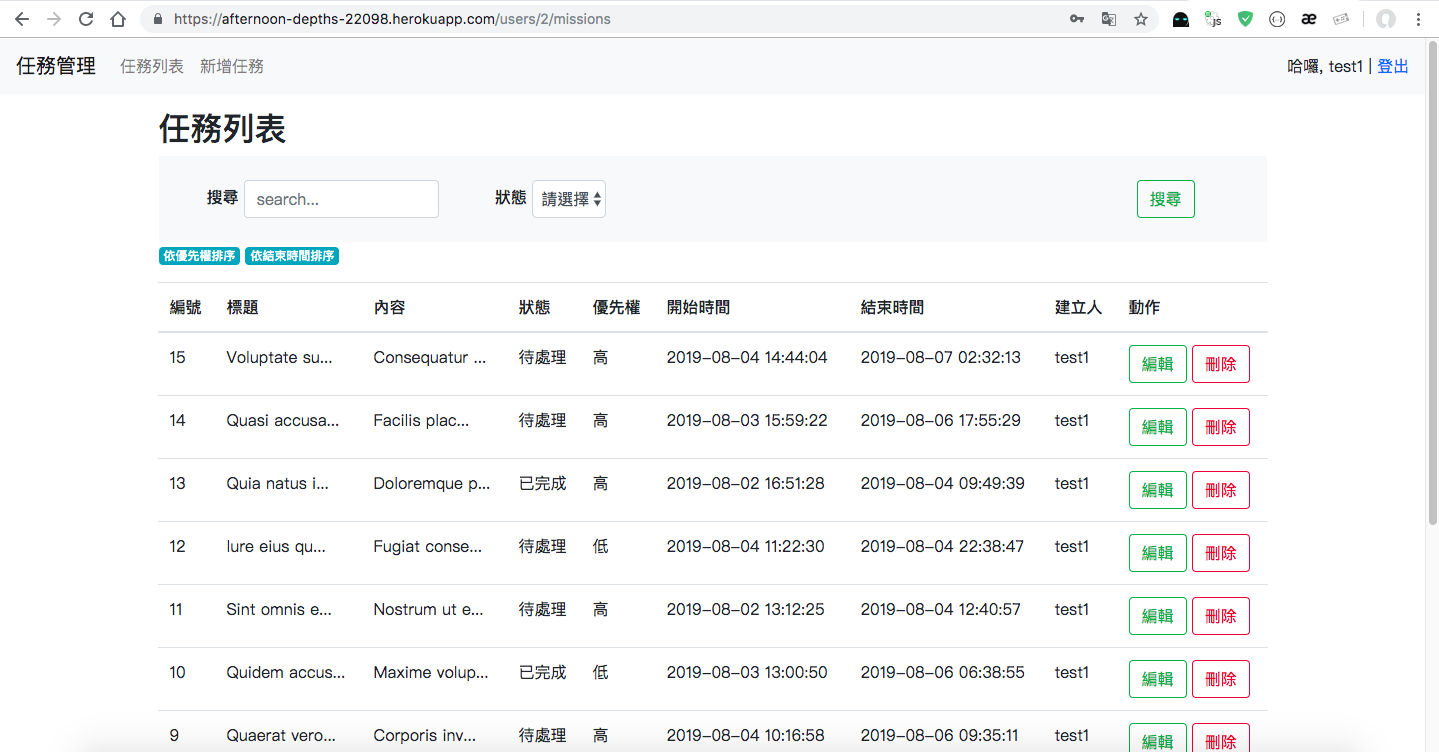 https://afternoon-depths-22098.herokuapp.com/users/2/missions
任務管理 任務列表 新增任務 哈囉, test1 | 登出
任務列表
搜尋 search... 狀態 請選擇 搜尋
依優先權排序 依結束時間排序
編號 標題 內容 狀態 優先權 開始時間 結束時間 建立人 動作
15 Voluptate su... Consequatur ... 待處理 高 2019-08-04 14:44:04 2019-08-07 02:32:13 test1 編輯 刪除
14 Quasi accusa... Facilis plac... 待處理 高 2019-08-03 15:59:22 2019-08-06 17:55:29 test1 編輯 刪除
13 Quia natus i... Doloremque p... 已完成 高 2019-08-02 16:51:28 2019-08-04 09:49:39 test1 編輯 刪除
12 Iure eius qu... Fugiat conse... 待處理 低 2019-08-04 11:22:30 2019-08-04 22:38:47 test1 編輯 刪除
11 Sint omnis e... Nostrum ut e... 待處理 高 2019-08-02 13:12:25 2019-08-04 12:40:57 test1 編輯 刪除
10 Quidem accus... Maxime volup... 已完成 低 2019-08-03 13:00:50 2019-08-06 06:38:55 test1 編輯 刪除
9 Quaerat vero... Corporis inv... 待處理 高 2019-08-04 10:16:58 2019-08-06 09:35:11 test1 編輯 刪除